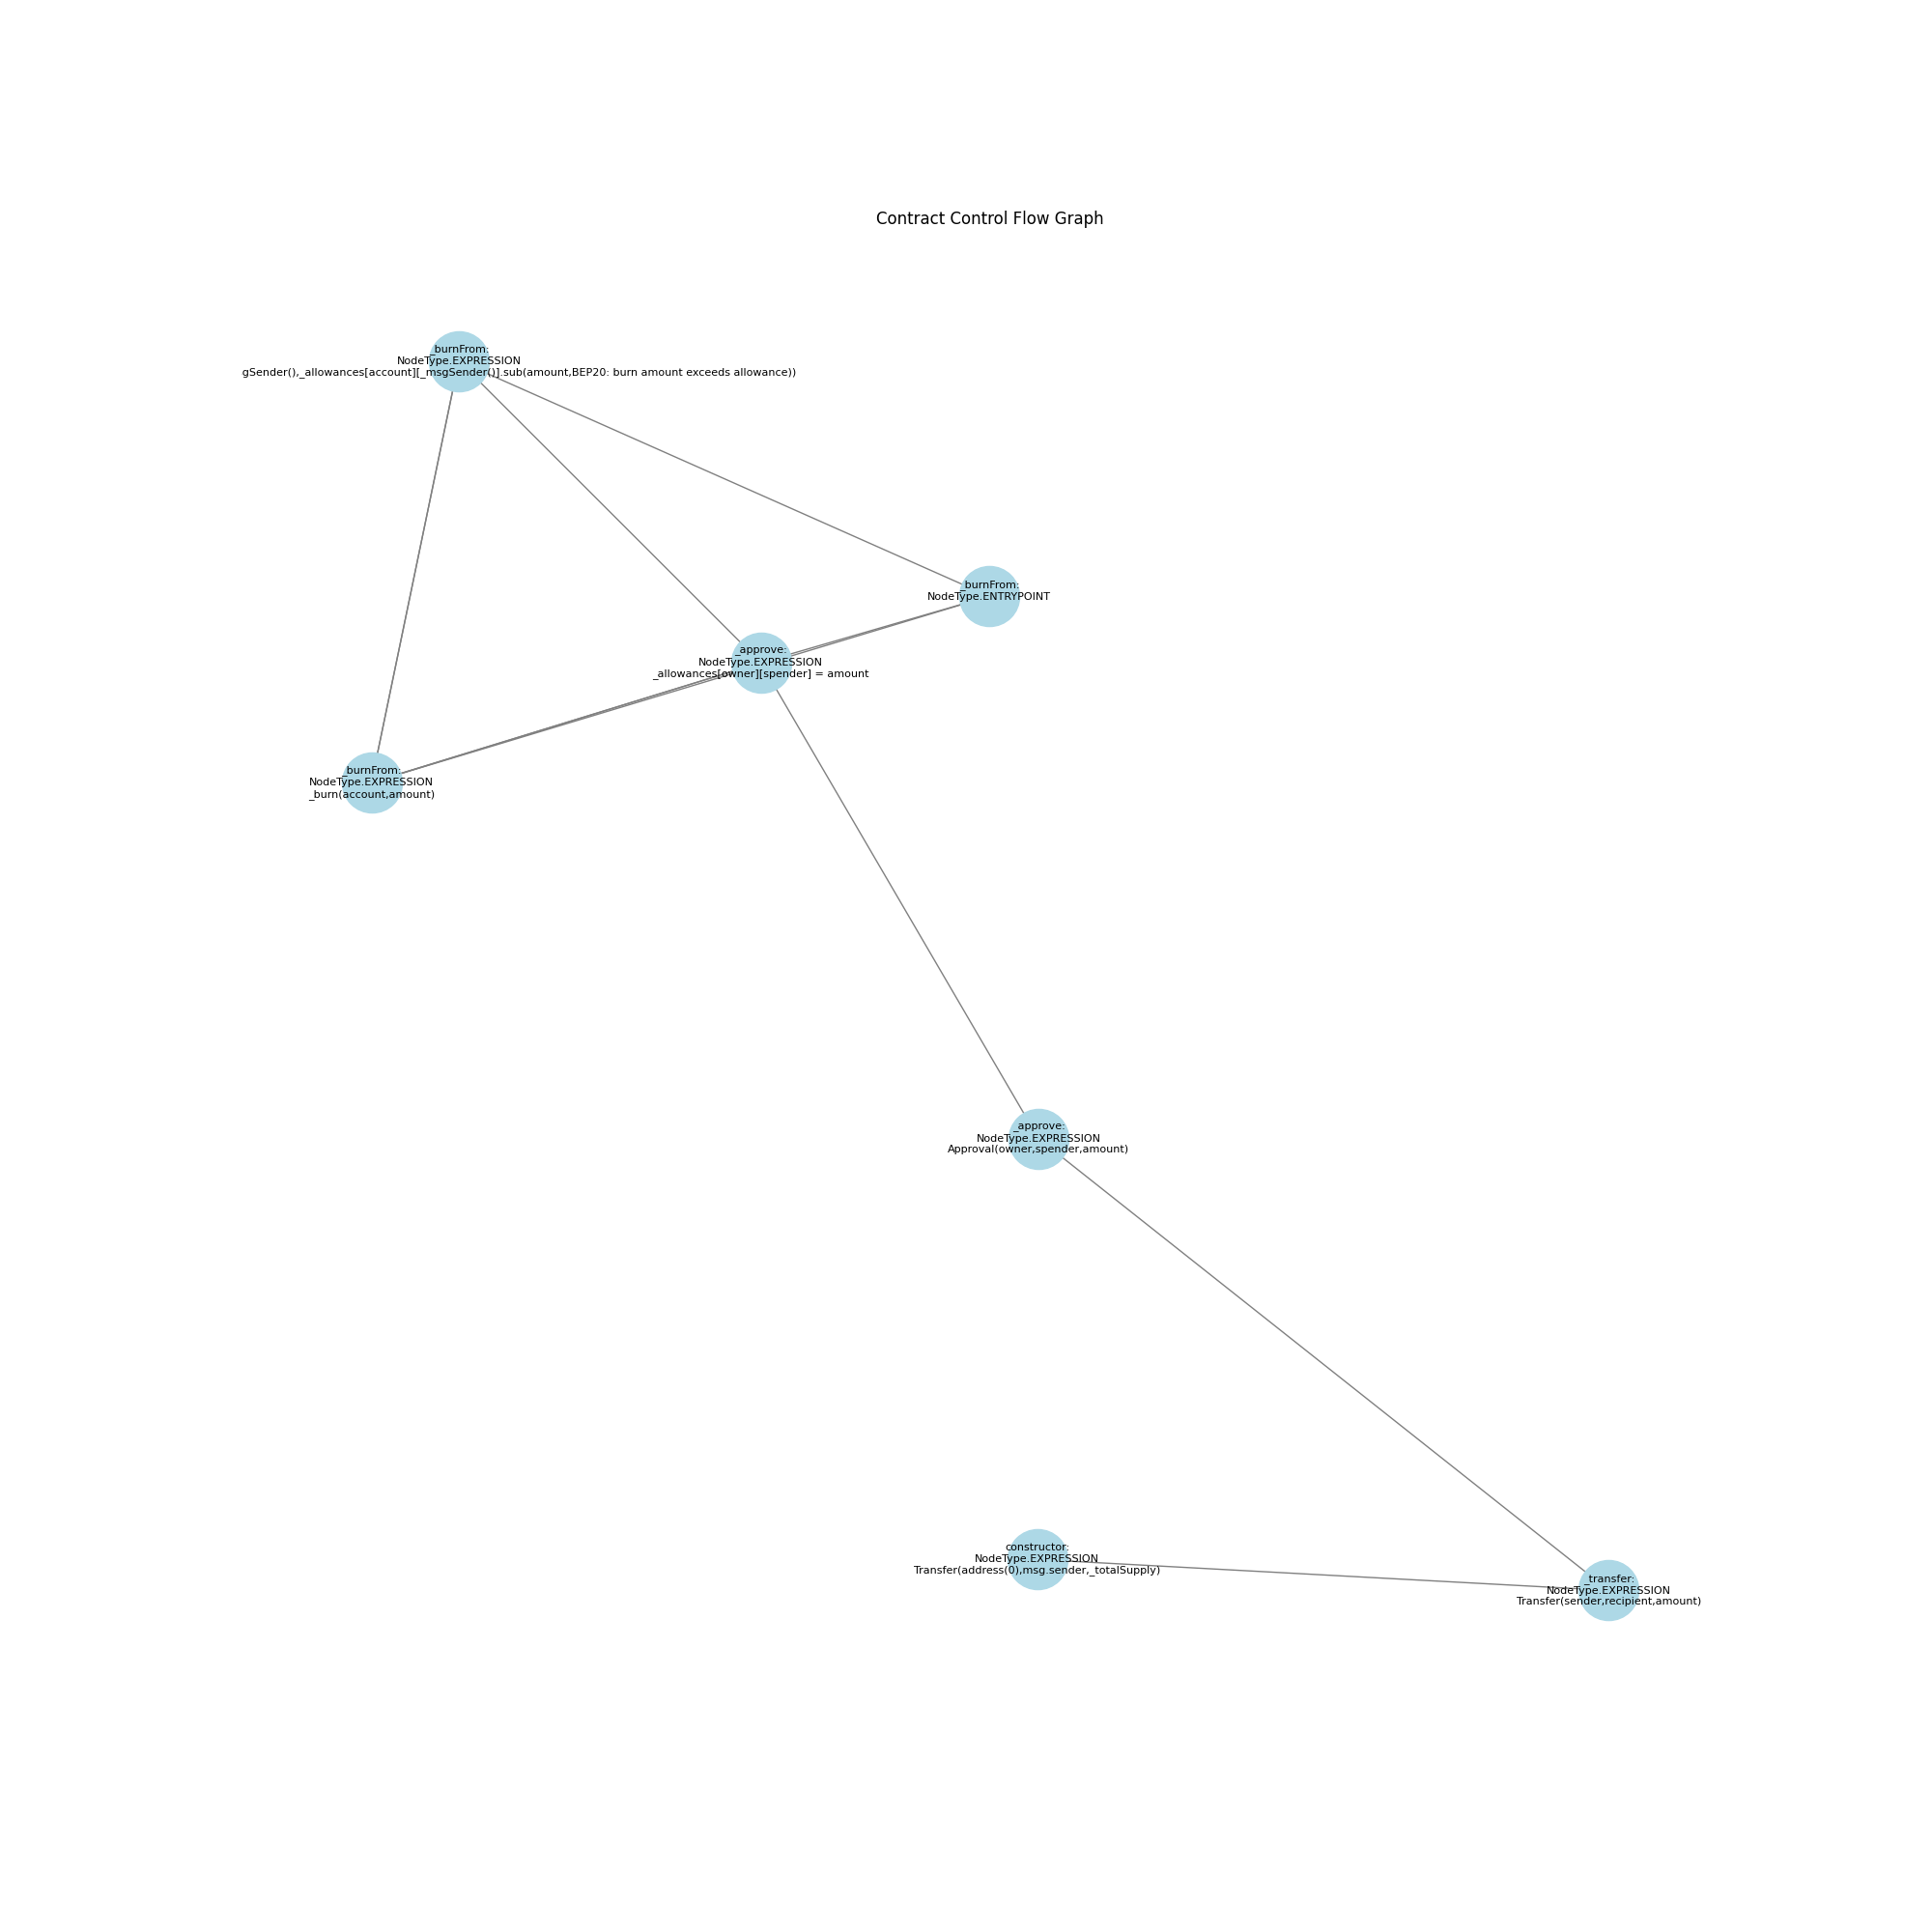 Contract Control Flow Graph
_burnFrom:
NodeType.EXPRESSION
gSender(),_allowances[account][_msgSender()].sub(amount,BEP20: burn amount exceeds allowance))
_burnFrom:
NodeType.ENTRYPOINT
_approve:
NodeType.EXPRESSION
_allowances[owner][spender] = amount
_burnFrom:
NodeType.EXPRESSION
_burn(account,amount)
_approve:
NodeType.EXPRESSION
Approval(owner,spender,amount)
constructor:
NodeType.EXPRESSION
Transfer(address(0),msg.sender,_totalSupply)
_transfer:
NodeType.EXPRESSION
Transfer(sender,recipient,amount)